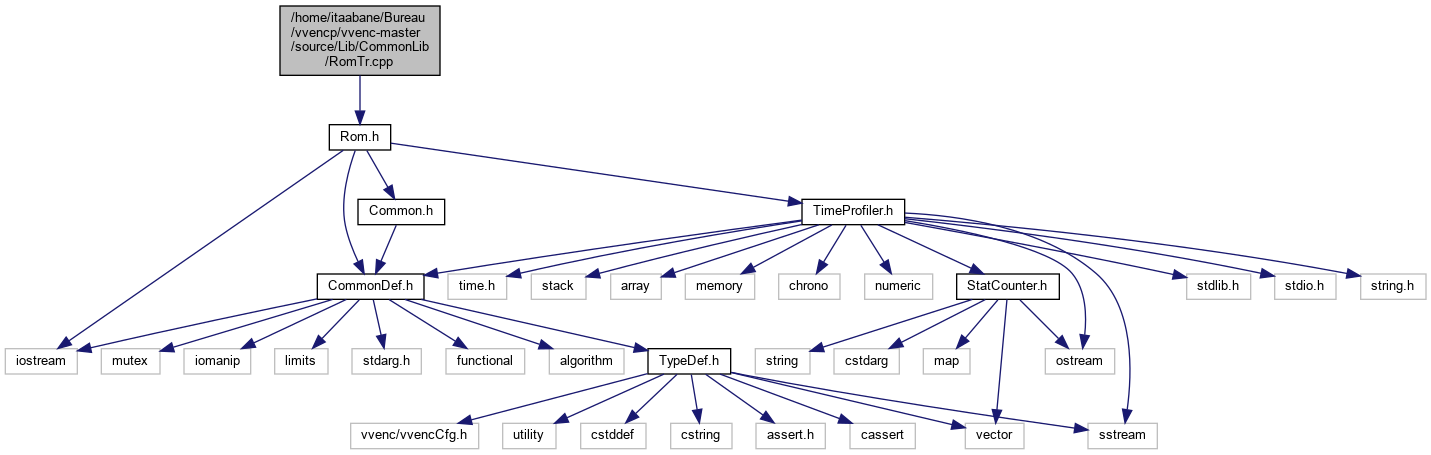 /home/itaabane/Bureau
/vvencp/vvenc-master
/source/Lib/CommonLib
/RomTr.cpp
Rom.h
Common.h
TimeProfiler.h
CommonDef.h
time.h
stack
array
memory
chrono
numeric
StatCounter.h
stdlib.h
stdio.h
string.h
iostream
mutex
iomanip
limits
stdarg.h
functional
algorithm
TypeDef.h
string
cstdarg
map
ostream
vvenc/vvencCfg.h
utility
cstddef
cstring
assert.h
cassert
vector
sstream